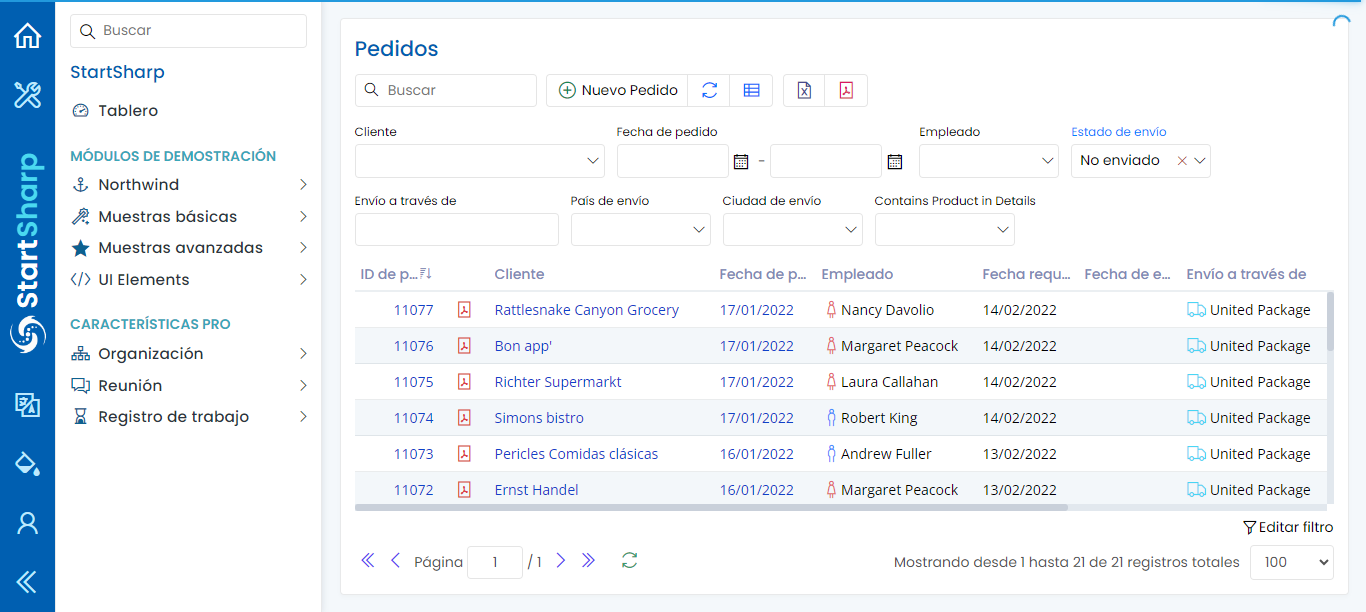 StartSharp
Buscar
StartSharp
Tablero
MÓDULOS DE DEMOSTRACIÓN
Northwind
Muestras básicas
Muestras avanzadas
UI Elements
CARACTERÍSTICAS PRO
Organización
Reunión
Registro de trabajo
Pedidos
Buscar Nuevo Pedido
Cliente Fecha de pedido Empleado Estado de envío
- No enviado
Envío a través de País de envío Ciudad de envío Contains Product in Details
ID de p... Cliente Fecha de p... Empleado Fecha requ... Fecha de e... Envío a través de
11077 Rattlesnake Canyon Grocery 17/01/2022 Nancy Davolio 14/02/2022 United Package
11076 Bon app' 17/01/2022 Margaret Peacock 14/02/2022 United Package
11075 Richter Supermarkt 17/01/2022 Laura Callahan 14/02/2022 United Package
11074 Simons bistro 17/01/2022 Robert King 14/02/2022 United Package
11073 Pericles Comidas clásicas 16/01/2022 Andrew Fuller 13/02/2022 United Package
11072 Ernst Handel 16/01/2022 Margaret Peacock 13/02/2022 United Package
Editar filtro
Página 1 / 1 Mostrando desde 1 hasta 21 de 21 registros totales 100